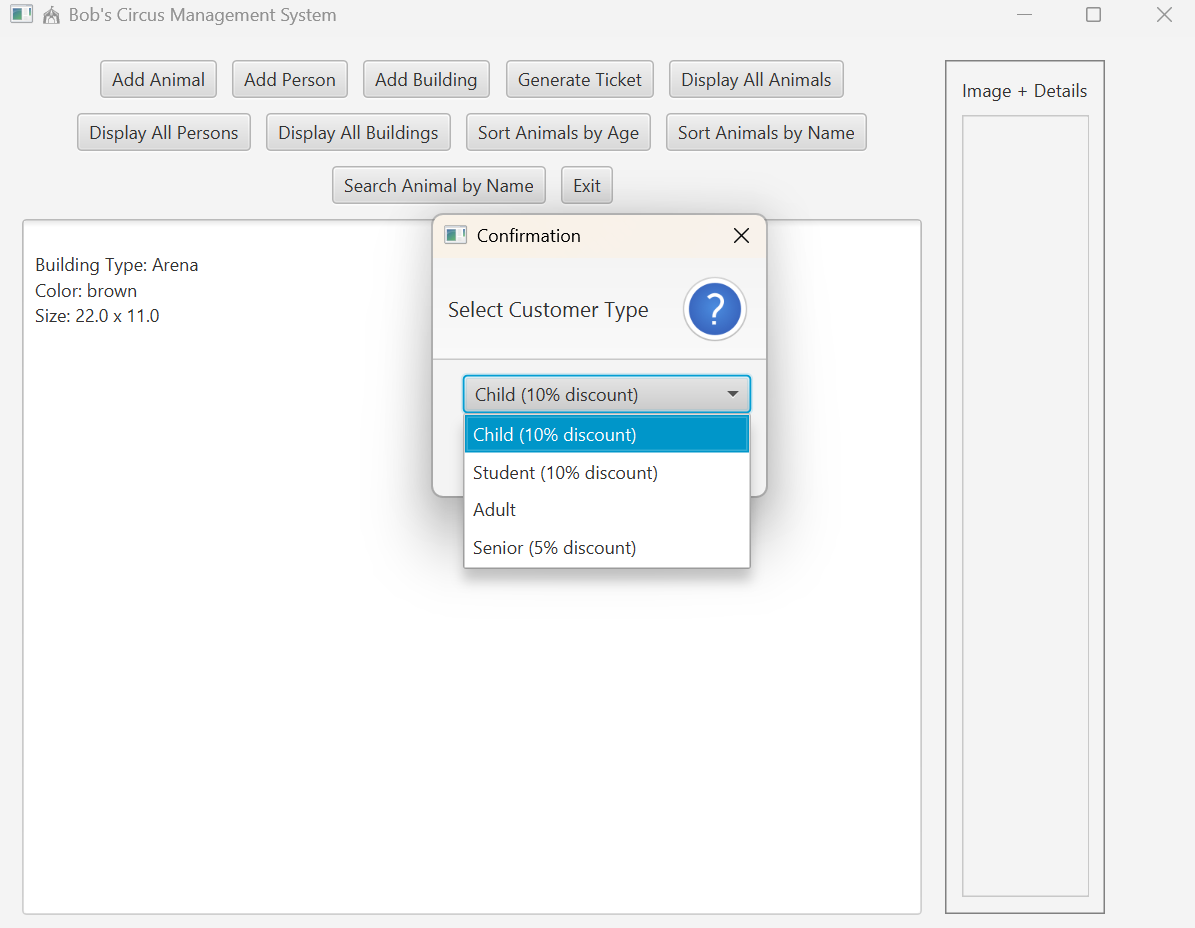 Bob's Circus Management System
Add Animal Add Person Add Building Generate Ticket Display All Animals
Display All Persons Display All Buildings Sort Animals by Age Sort Animals by Name
Search Animal by Name Exit
Image + Details
Building Type: Arena
Color: brown
Size: 22.0 x 11.0
Confirmation
Select Customer Type
?
Child (10% discount)
Child (10% discount)
Student (10% discount)
Adult
Senior (5% discount)